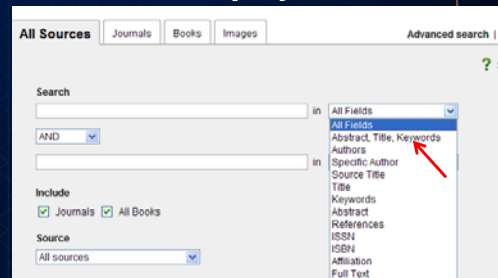 All Sources Journals Books Images Advanced search |
?
Search
in All Fields
All Fields
Abstract, Title, Keywords
AND
Authors
in Specific Author
Source Title
Title
Include
Keywords
Journals All Books
Abstract
References
Source
ISSN
All sources
ISBN
Affiliation
Full Text